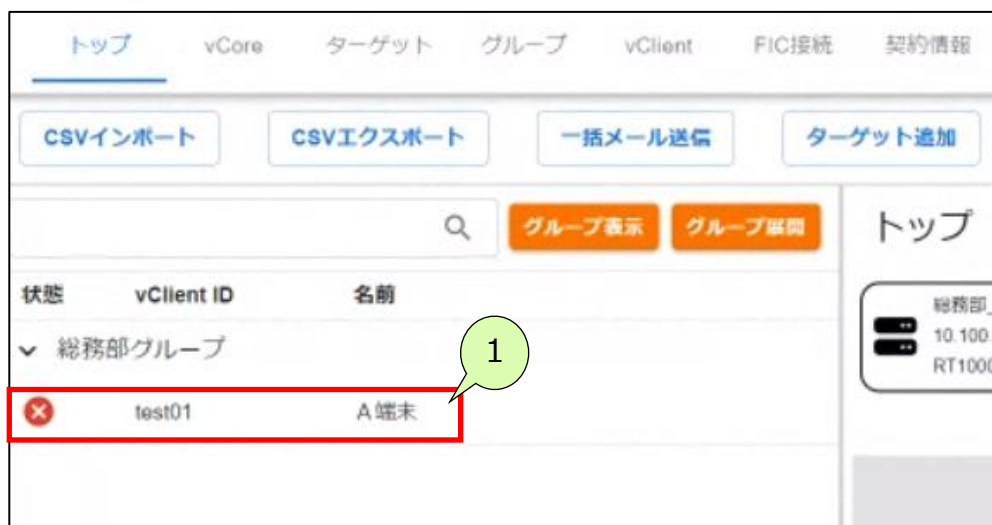 トップ vCore ターゲット グループ vClient FIC接続 契約情報
CSVインポート CSVエクスポート 一括メール送信 ターゲット追加
グループ表示 グループ展開 トップ
状態 vClient ID 名前
総務部_
10.100.
RT100
総務部グループ
1
test01 A端末